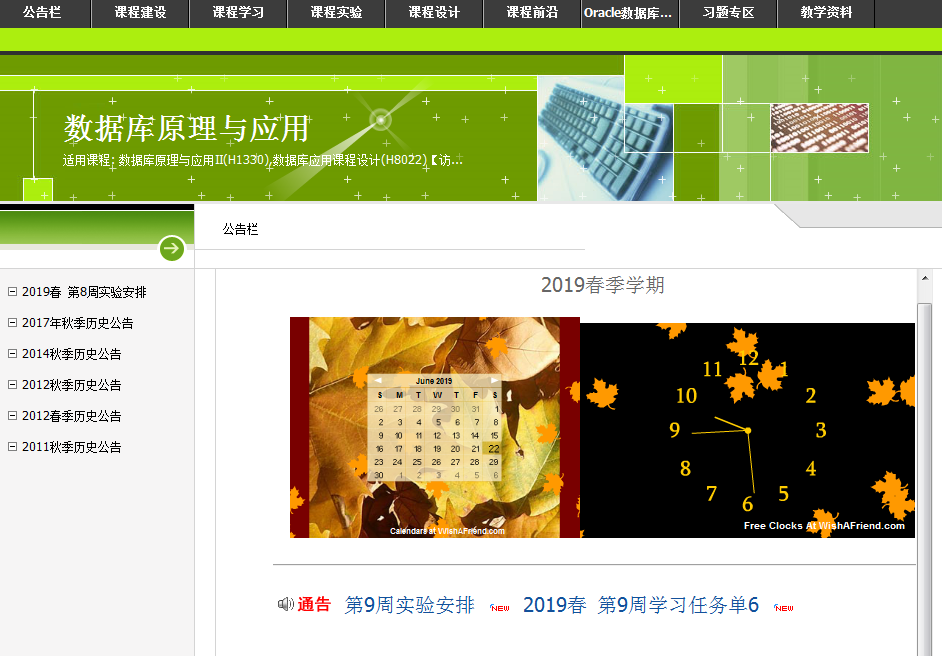 公告栏 课程建设 课程学习 课程实验 课程设计 课程前沿 Oracle数据库... 习题专区 教学资料
数据库原理与应用
适用课程: 数据库原理与应用II(H1330),数据库应用课程设计(H8022)【访...
公告栏
2019春 第8周实验安排
2017年秋季历史公告
2014秋季历史公告
2012秋季历史公告
2012春季历史公告
2011秋季历史公告
2019春季学期
June 2019
S M T W T F S
26 27 28 29 30 31 1
2 3 4 5 6 7 8
9 10 11 12 13 14 15
16 17 18 19 20 21 22
23 24 25 26 27 28 29
30 1 2 3 4 5 6
Calendars at WishAFriend.com
12 1 2 3 4 5 6 7 8 9 10 11
Free Clocks At WishAFriend.com
通告 第9周实验安排 NEW 2019春 第9周学习任务单6 NEW